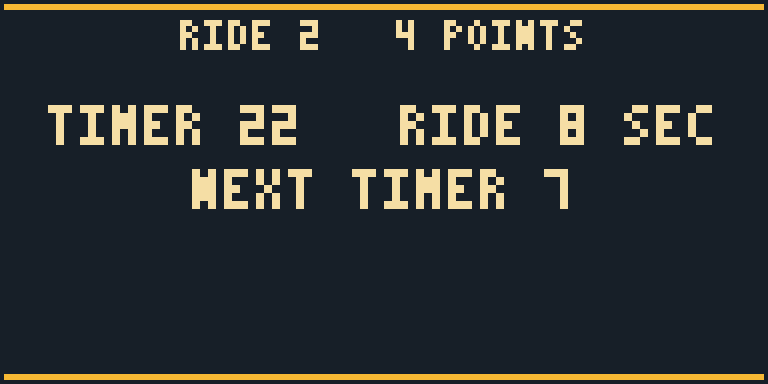 RIDE 2 4 POINTS
TIMER 22 RIDE 8 SEC
NEXT TIMER 7